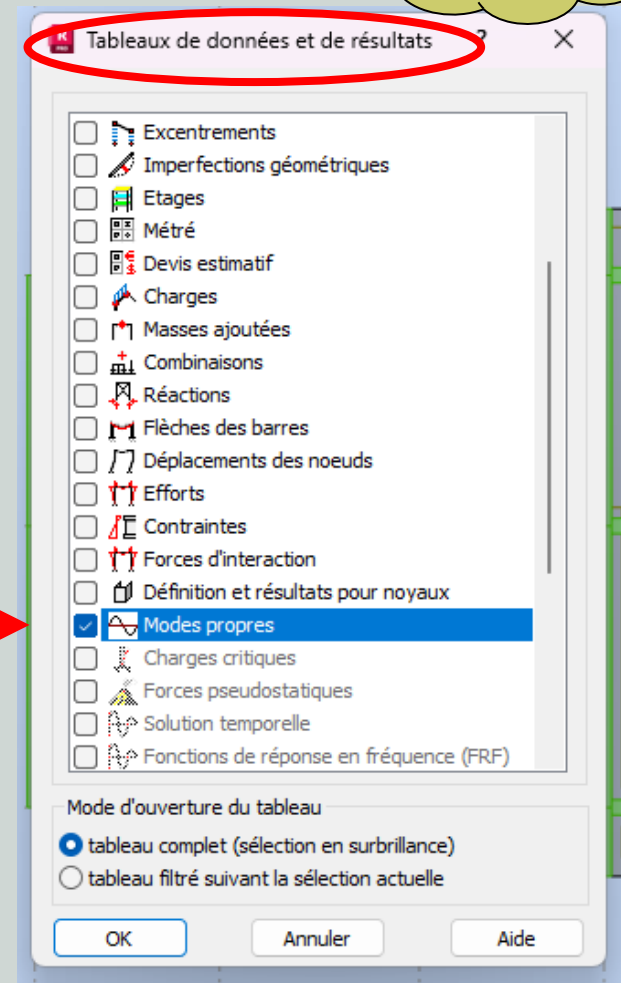 Tableaux de données et de résultats ?
Excentrements
Imperfections géométriques
Etages
Métré
Devis estimatif
Charges
Masses ajoutées
Combinaisons
Réactions
Flèches des barres
Déplacements des noeuds
Efforts
Contraintes
Forces d'interaction
Définition et résultats pour noyaux
Modes propres
Charges critiques
Forces pseudostatiques
Solution temporelle
Fonctions de réponse en fréquence (FRF)
Mode d'ouverture du tableau
tableau complet (sélection en surbrillance)
tableau filtré suivant la sélection actuelle
OK Annuler Aide